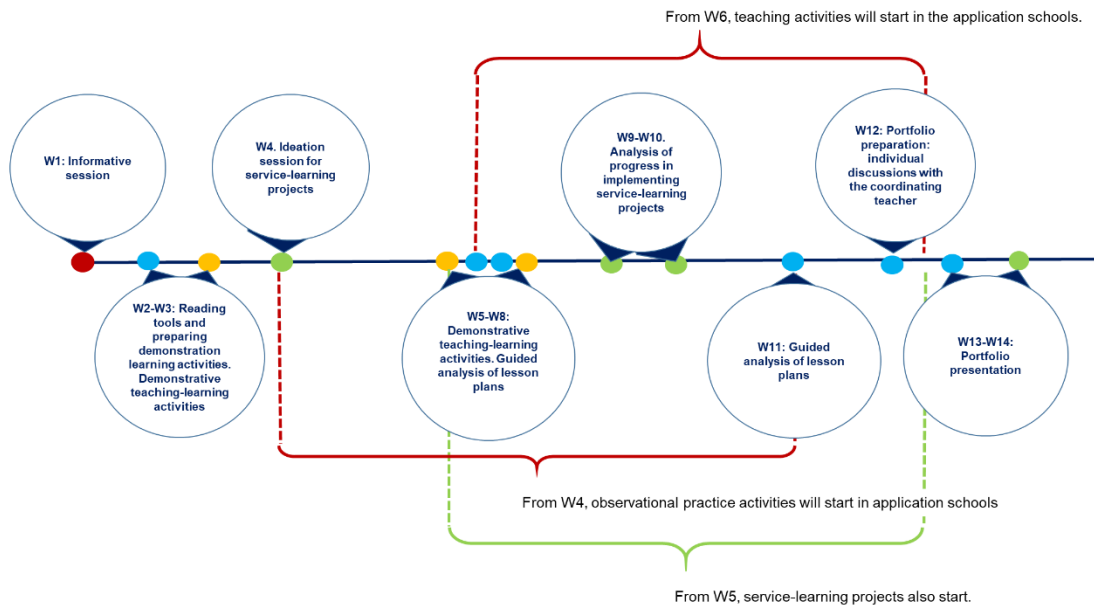 From W6, teaching activities will start in the application schools.
W1: Informative
session
W4. Ideation
session for
service-learning
projects
W9-W10.
Analysis of
progress in
implementing
service-learning
projects
W12: Portfolio
preparation:
individual
discussions with
the coordinating
teacher
W2-W3: Reading
tools and
preparing
demonstration
learning activities.
Demonstrative
teaching-learning
activities
W5-W8:
Demonstrative
teaching-learning
activities. Guided
analysis of lesson
plans
W11: Guided
analysis of lesson
plans
W13-W14:
Portfolio
presentation
From W4, observational practice activities will start in application schools
From W5, service-learning projects also start.